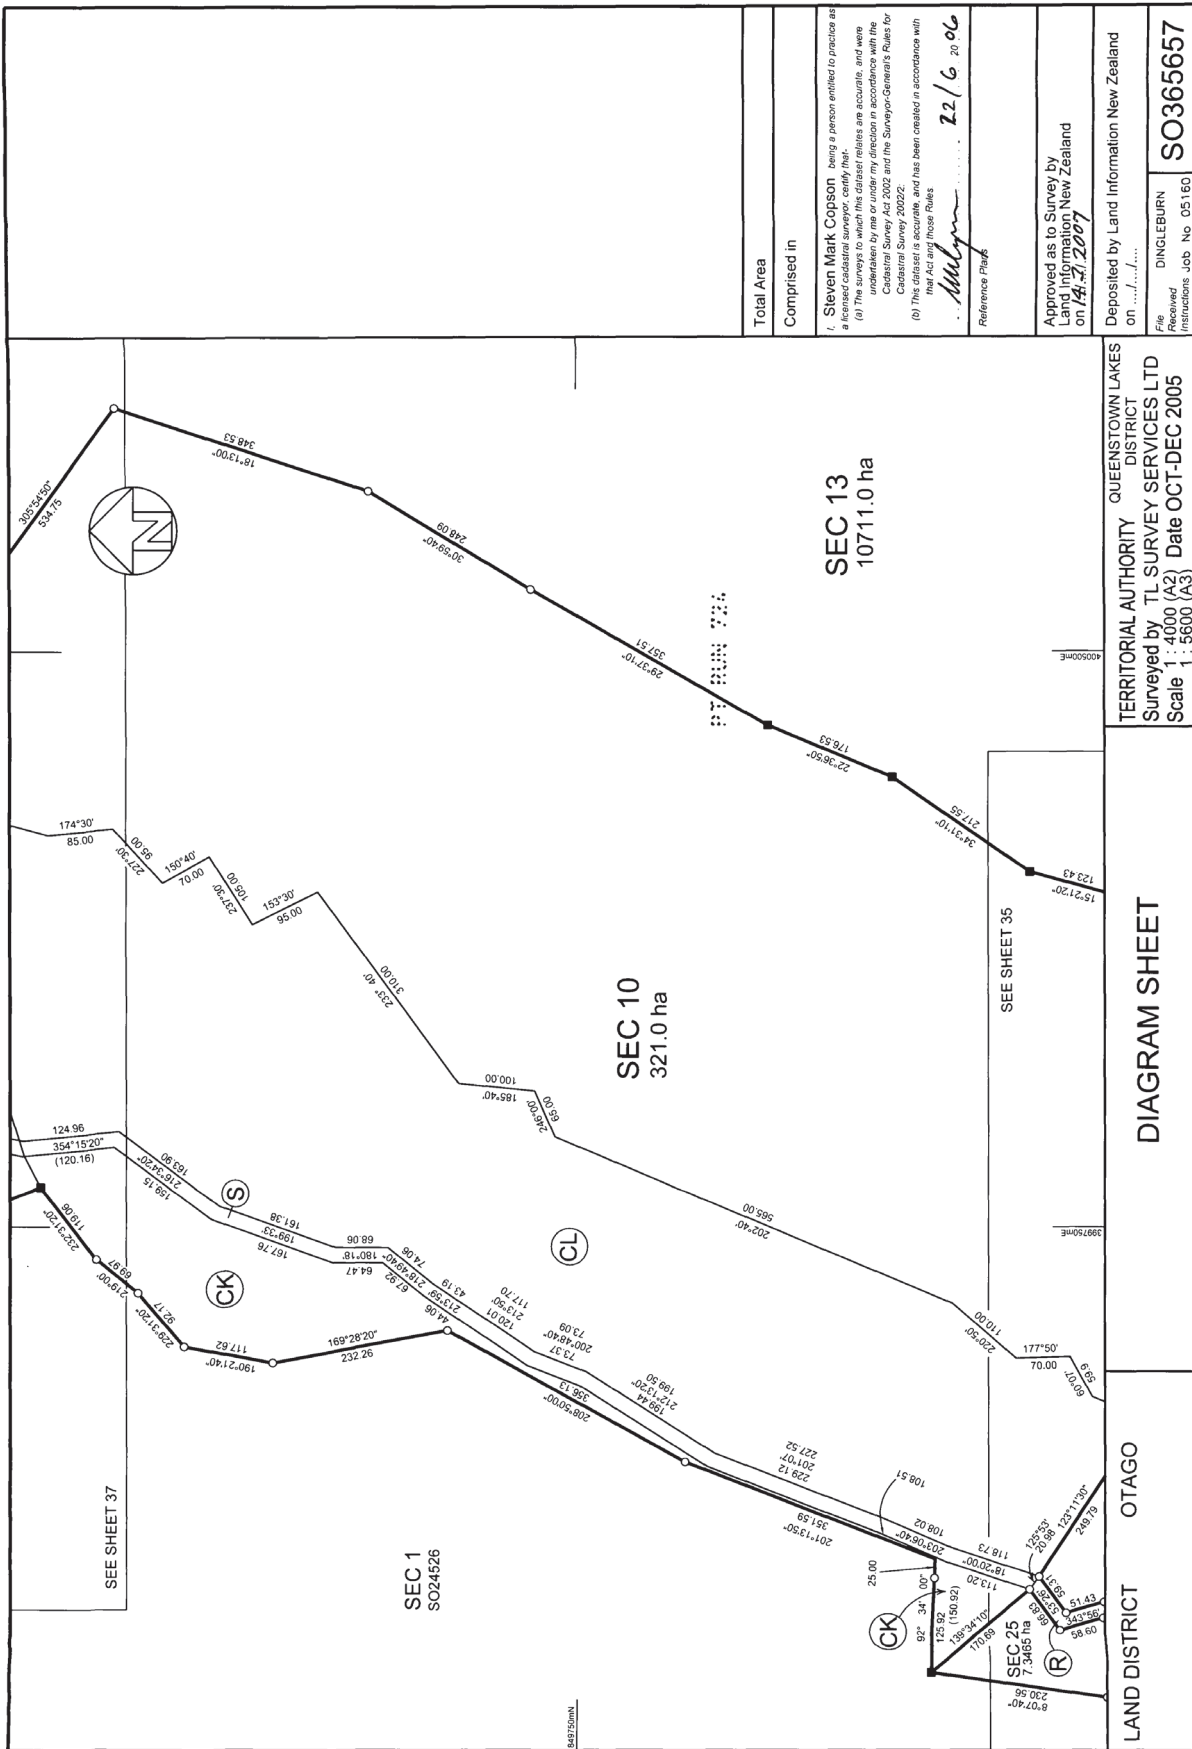 SEE SHEET 37
SEC 1
SO24526
849750mN
305°54'50"
534.75
18°13'00"
348.53
30°59'40"
248.09
29°37'10"
357.51
22°36'50"
176.53
34°31'10"
217.55
15°21'20"
123.43
PT RUN 72A
SEC 13
10711.0 ha
400500mE
399750mE
N
174°30'
85.00
227°30'
95.00
150°40'
70.00
237°30'
105.00
153°30'
95.00
233° 40'
310.00
185°40'
100.00
246°00'
65.00
202°40'
565.00
220°50'
110.00
177°50'
70.00
60°07'
59.9
SEC 10
321.0 ha
SEE SHEET 35
CL
S
CK
124.96
354°15'20"
(120.16)
163.90
216°34'20"
159.15
161.38
199°33'
167.76
68.06
180°18'
64.47
74.06
218°49'40"
67.92
43.19
213°59'
44.06
117.70
213°50'
120.01
73.09
200°48'40"
73.37
199.50
212°13'20"
199.44
227.52
201°07'
229.12
108.51
108.02
203°06'40"
118.73
18°20'00"
113.20
232°31'20"
119.06
219°00'
69.97
229°31'20"
92.17
190°21'40"
117.62
169°28'20"
232.26
208°50'00"
356.13
201°13'50"
351.59
25.00
CK
92° 34' 00"
125.92
(150.92)
139°34'10"
170.69
125°53'
20.98
123°11'30"
249.79
59.31
53°26'
66.83
51.43
343°56'
58.60
R
SEC 25
7.3465 ha
8°07'40"
230.56
Total Area
Comprised in
I, Steven Mark Copson being a person entitled to practice as
a licensed cadastral surveyor, certify that-
(a) The surveys to which this dataset relates are accurate, and were
undertaken by me or under my direction in accordance with the
Cadastral Survey Act 2002 and the Surveyor-General's Rules for
Cadastral Survey 2002/2:
(b) This dataset is accurate, and has been created in accordance with
that Act and those Rules.
22/6 2006
Reference Plans
Approved as to Survey by
Land Information New Zealand
on 14.2.2007
Deposited by Land Information New Zealand
on ..../..../....
File DINGLEBURN
Received
Instructions Job No 05160
SO365657
LAND DISTRICT OTAGO
DIAGRAM SHEET
TERRITORIAL AUTHORITY QUEENSTOWN LAKES
DISTRICT
Surveyed by TL SURVEY SERVICES LTD
Scale 1 : 4000 (A2) Date OCT-DEC 2005
1 : 5600 (A3)